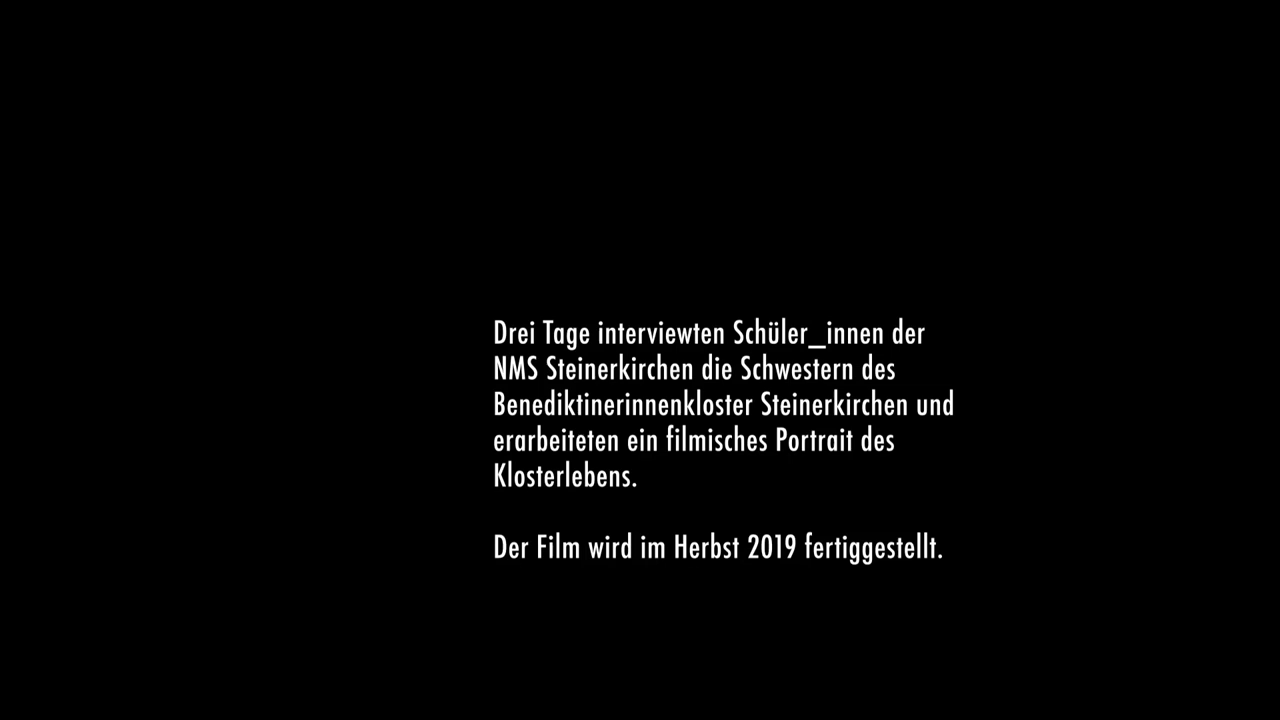 Drei Tage interviewten Schüler_innen der
NMS Steinerkirchen die Schwestern des
Benediktinerinnenkloster Steinerkirchen und
erarbeiteten ein filmisches Portrait des
Klosterlebens.
Der Film wird im Herbst 2019 fertiggestellt.